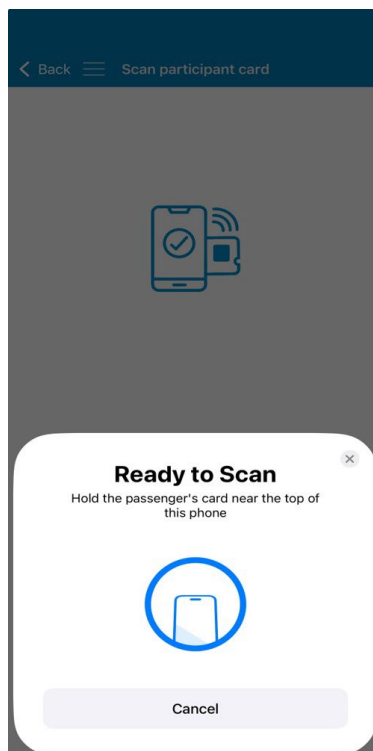 Back
Scan participant card
Ready to Scan
Hold the passenger's card near the top of
this phone
Cancel